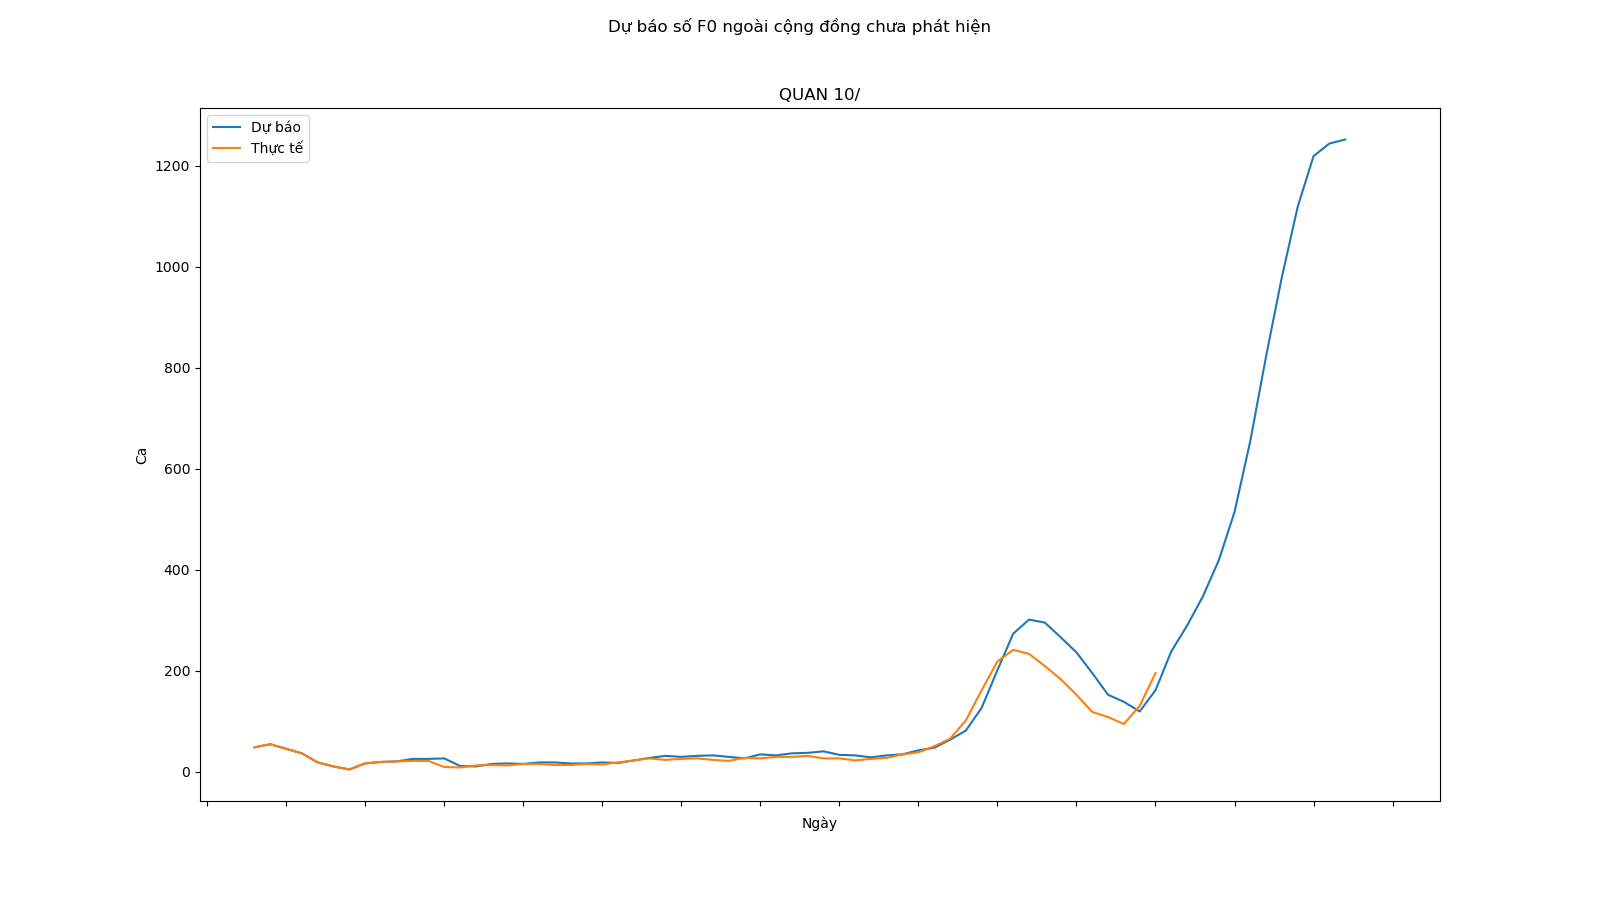 Dự báo số F0 ngoài cộng đồng chưa phát hiện
QUAN 10/
Dự báo
Thực tế
1200
1000
800
600
400
200
0
Ca
Ngày